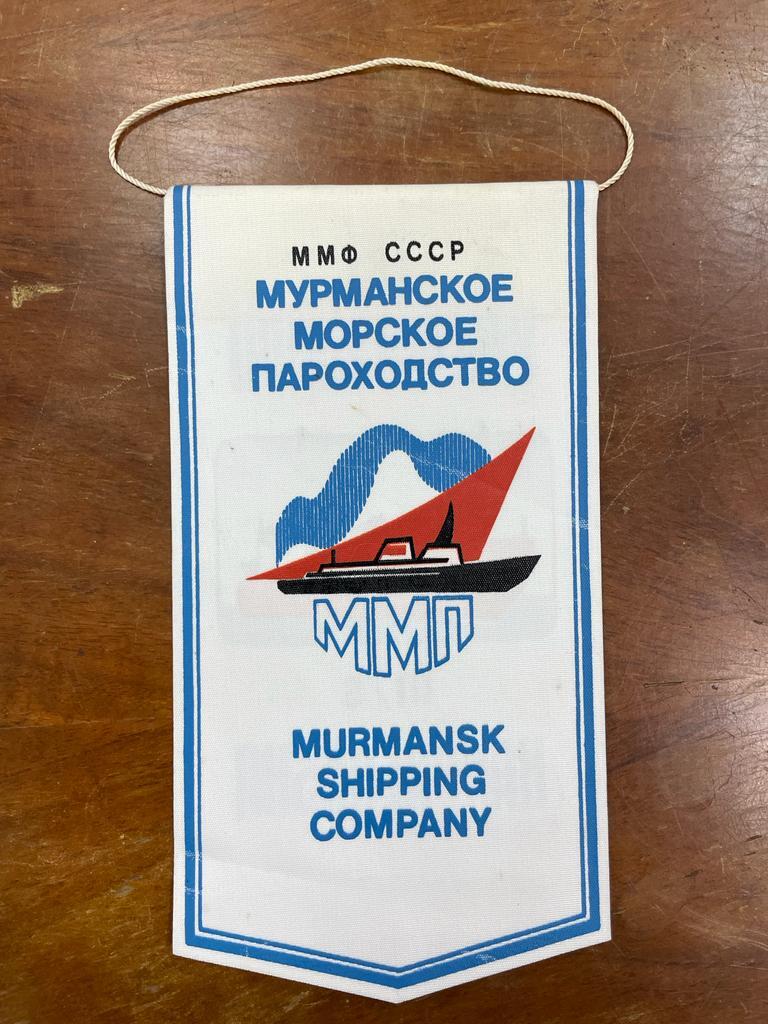 ММФ СССР
МУРМАНСКОЕ
МОРСКОЕ
ПАРОХОДСТВО
ММП
MURMANSK
SHIPPING
COMPANY